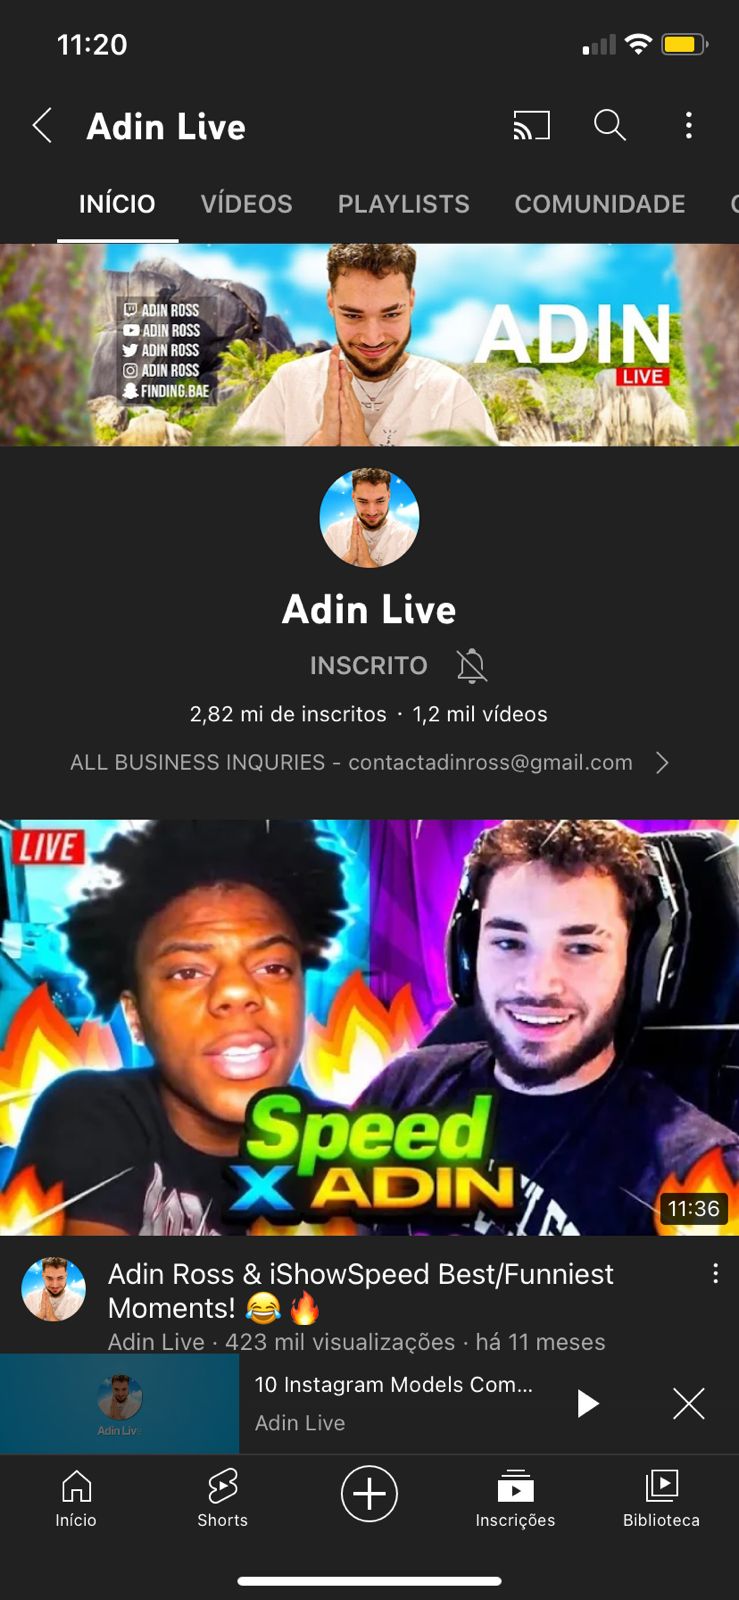 11:20
Adin Live
INÍCIO VÍDEOS PLAYLISTS COMUNIDADE
ADIN ROSS
ADIN ROSS
ADIN ROSS
ADIN ROSS
FINDING.BAE
ADIN
LIVE
Adin Live
INSCRITO
2,82 mi de inscritos · 1,2 mil vídeos
ALL BUSINESS INQURIES - contactadinross@gmail.com
LIVE
Speed
X ADIN
11:36
Adin Ross & iShowSpeed Best/Funniest
Moments! 😂🔥
Adin Live · 423 mil visualizações · há 11 meses
10 Instagram Models Com...
Adin Live
Adin Live
Início Shorts Inscrições Biblioteca